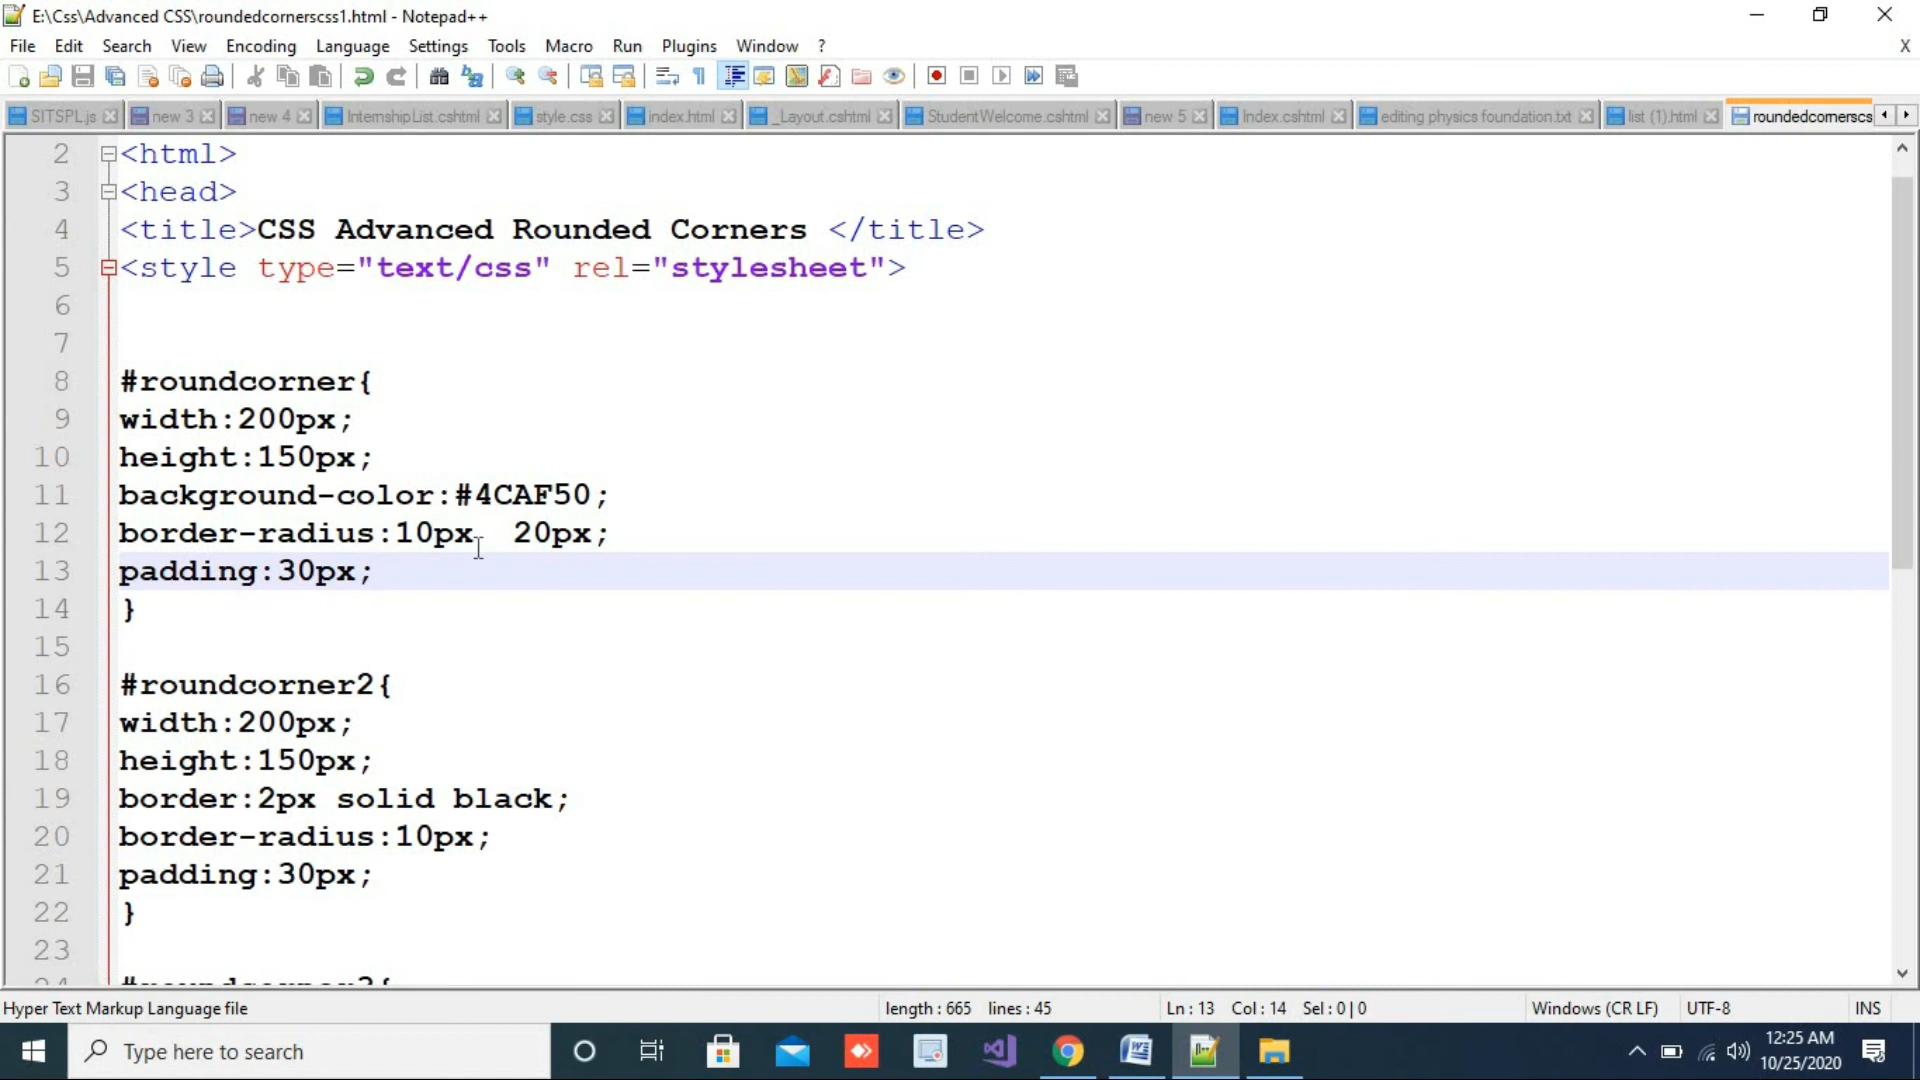 E:\Css\Advanced CSS\roundedcornerscss1.html - Notepad++
File Edit Search View Encoding Language Settings Tools Macro Run Plugins Window ? X
SITSPL.js new 3 new 4 InternshipList.cshtml style.css index.html _Layout.cshtml StudentWelcome.cshtml new 5 Index.cshtml editing physics foundation.txt list (1).html roundedcornerscs
2 <html>
3 <head>
4 <title>CSS Advanced Rounded Corners </title>
5 <style type="text/css" rel="stylesheet">
6
7
8 #roundcorner{
9 width:200px;
10 height:150px;
11 background-color:#4CAF50;
12 border-radius:10px  20px;
13 padding:30px;
14 }
15
16 #roundcorner2{
17 width:200px;
18 height:150px;
19 border:2px solid black;
20 border-radius:10px;
21 padding:30px;
22 }
23
24 #roundcorner3{
Hyper Text Markup Language file length : 665 lines : 45 Ln : 13 Col : 14 Sel : 0 | 0 Windows (CR LF) UTF-8 INS
Type here to search
12:25 AM
10/25/2020